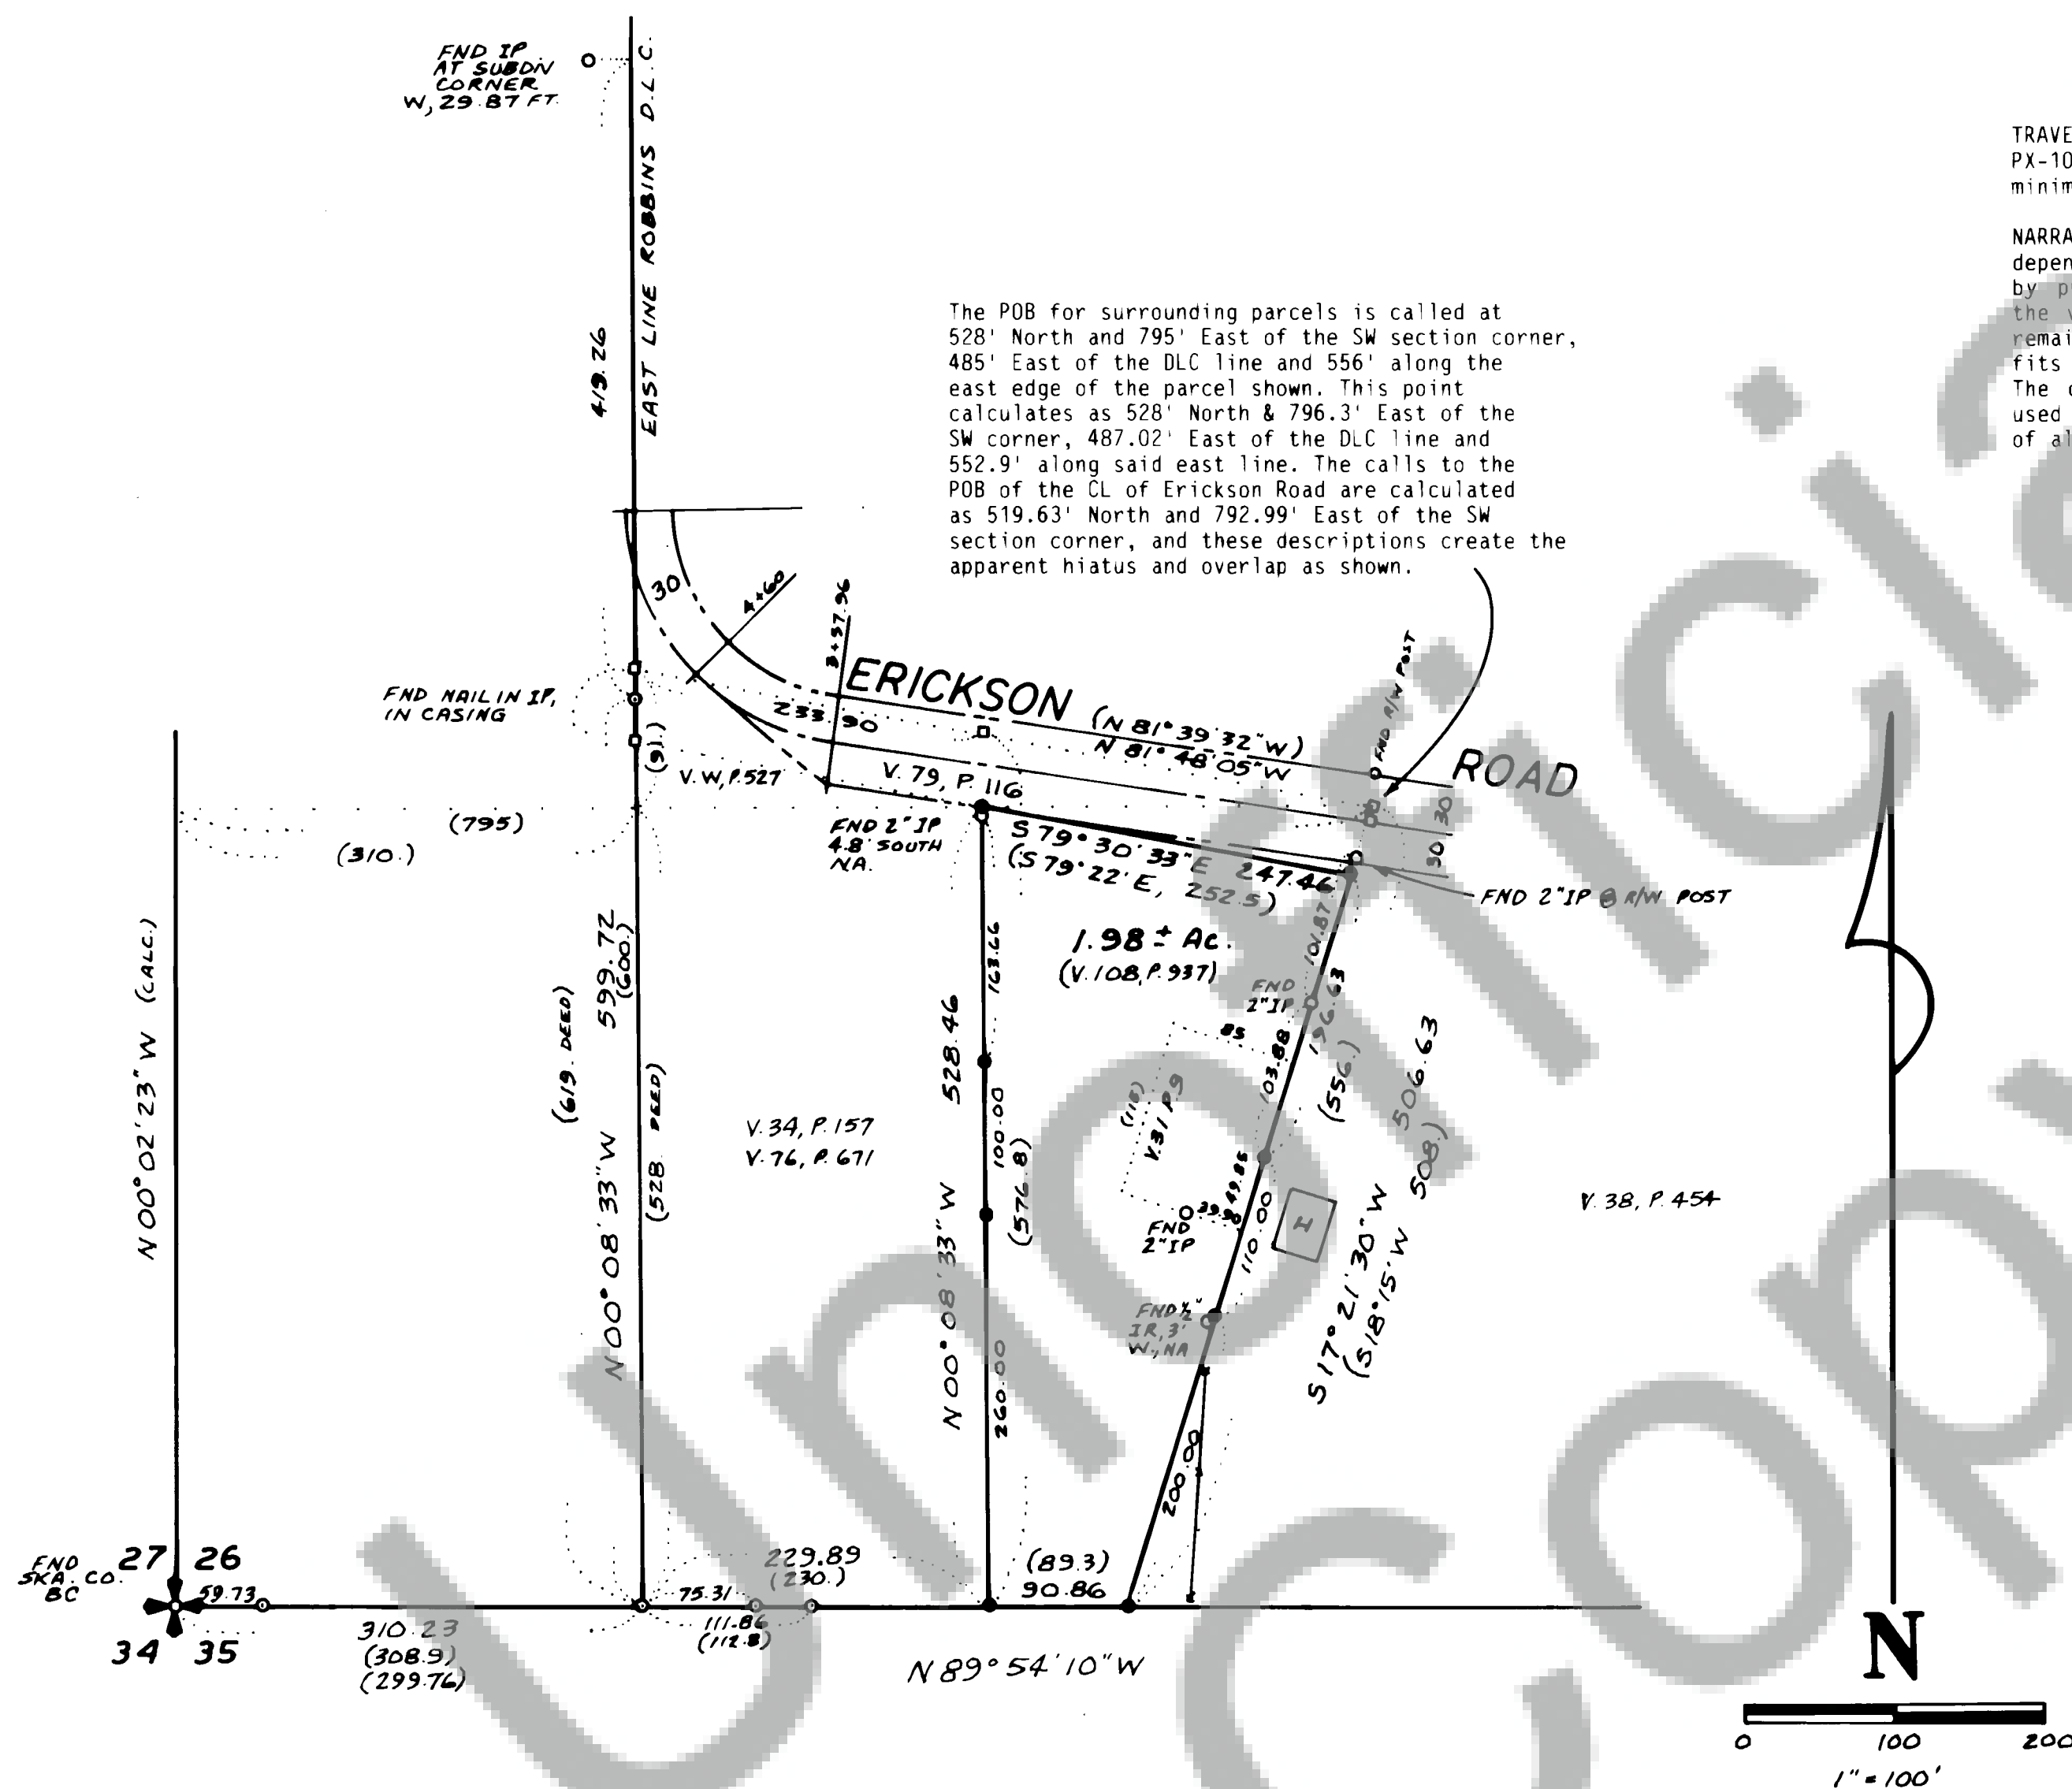 FND IP
AT SUBDN
CORNER
W, 29.87 FT.
EAST LINE ROBBINS D.L.C.
419.26
TRAVE
PX-10
minim
NARRA
depen
by p
the
remai
fits
The
used
of al
The POB for surrounding parcels is called at
528' North and 795' East of the SW section corner,
485' East of the DLC line and 556' along the
east edge of the parcel shown. This point
calculates as 528' North & 796.3' East of the
SW corner, 487.02' East of the DLC line and
552.9' along said east line. The calls to the
POB of the CL of Erickson Road are calculated
as 519.63' North and 792.99' East of the SW
section corner, and these descriptions create the
apparent hiatus and overlap as shown.
30
4+60
3+37.96
ERICKSON
ROAD
233.90
(N 81° 39' 32" W)
N 81° 48' 05" W
FND R/W POST
30
30
FND NAIL IN IP,
IN CASING
(91.)
V.W, P.527
V. 79, P. 116
(795)
(310.)
FND 2" IP
4.8' SOUTH
NA.
S 79° 30' 33" E 247.46
(S 79° 22' E, 252.5)
FND 2" IP @ R/W POST
1.98 ± AC.
(V.108, P.937)
N 00° 02' 23" W (CALC.)
(619. DEED)
N 00° 08' 33" W 599.72
(600.)
(528. DEED)
V. 34, P. 157
V. 76, P. 671
N 00° 08' 33" W 528.46
163.66
100.00
(576.8)
260.00
101.87
FND
2" IP
196.63
(556.)
103.88
85
(115)
V.31 P.9
49.85
39.90
FND
2" IP
110.00
H
S 17° 21' 30" W 506.63
(S 18° 15' W 508.)
V. 38, P. 454
FND ½"
IR, 3'
W., NA
200.00
FND
SKA. CO.
BC
27 26
34 35
59.73
310.23
(308.9)
(299.76)
75.31
229.89
(230.)
111.86
(112.8)
(89.3)
90.86
N 89° 54' 10" W
N
0 100 200
1" = 100'
Unofficial
Copy